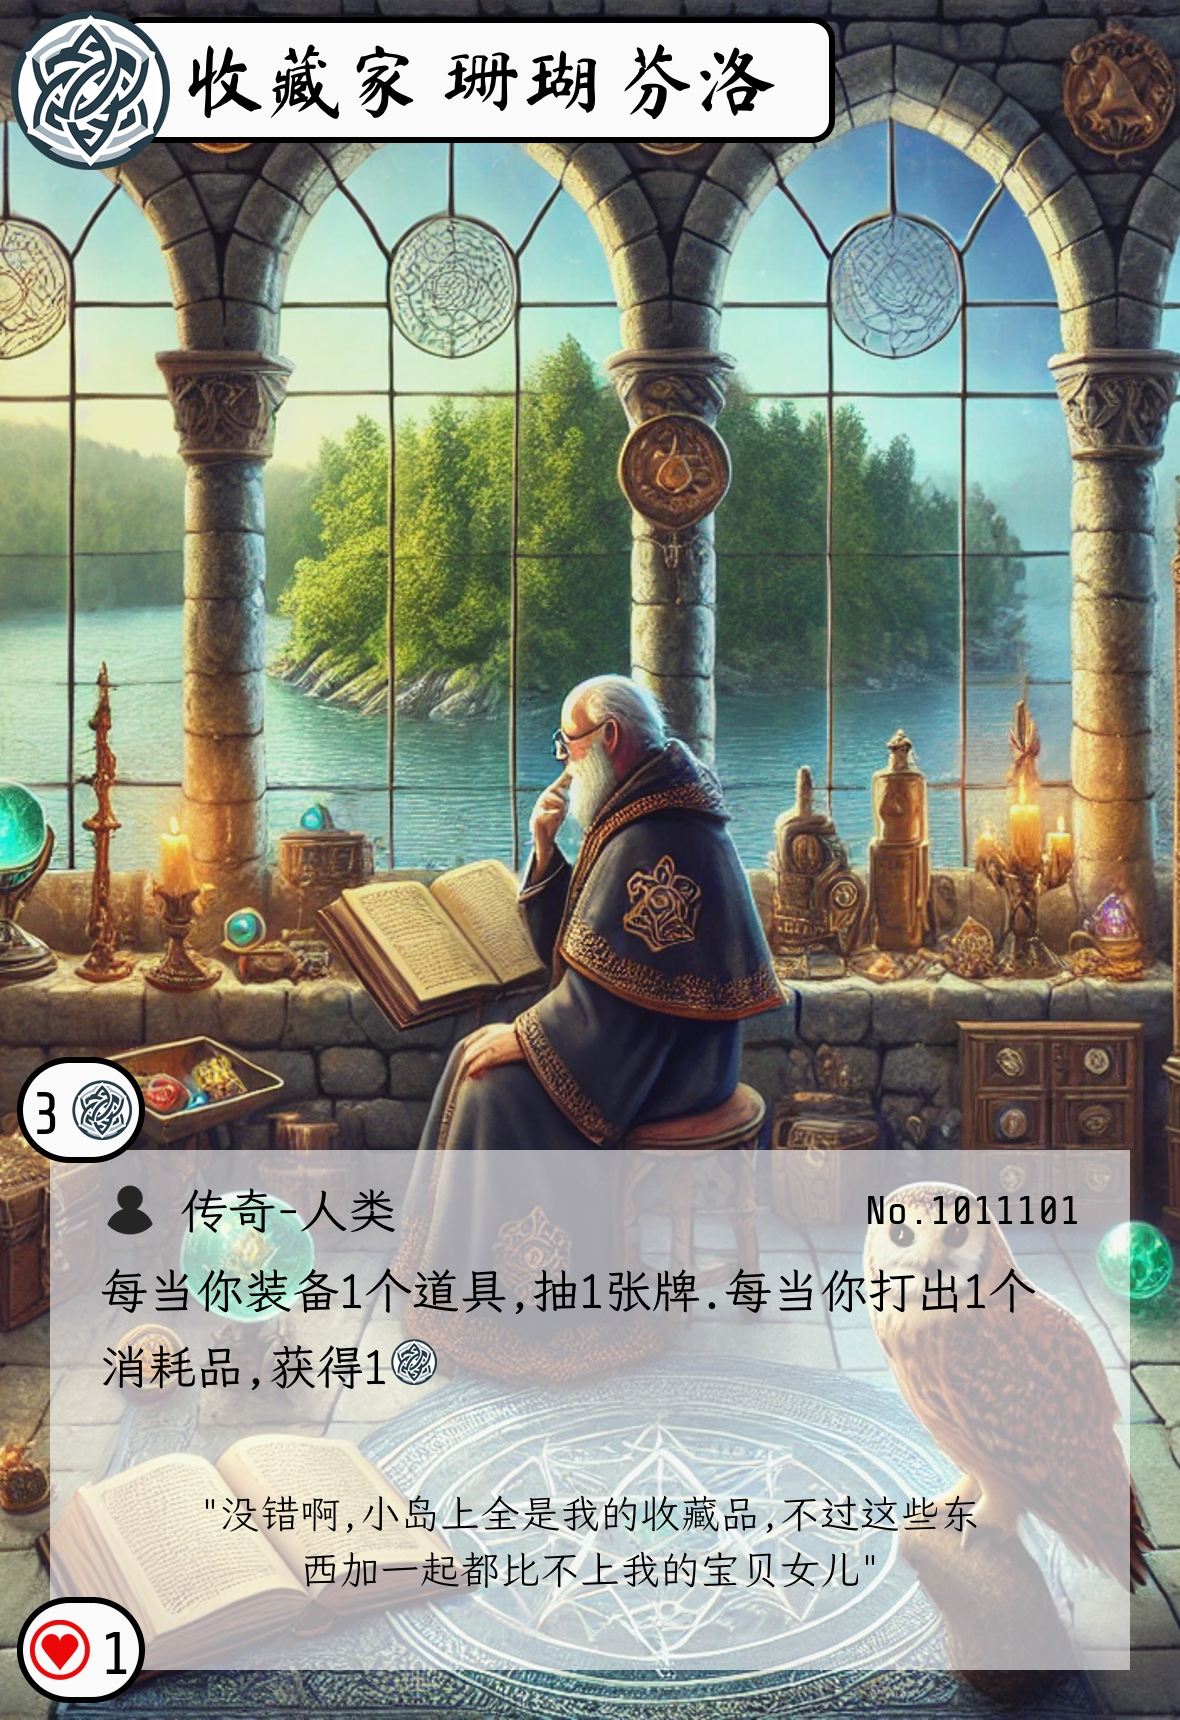 收藏家 珊瑚 芬洛
3
传奇-人类
No.1011101
每当你装备1个道具,抽1张牌.每当你打出1个
消耗品,获得1
"没错啊,小岛上全是我的收藏品,不过这些东
西加一起都比不上我的宝贝女儿"
1